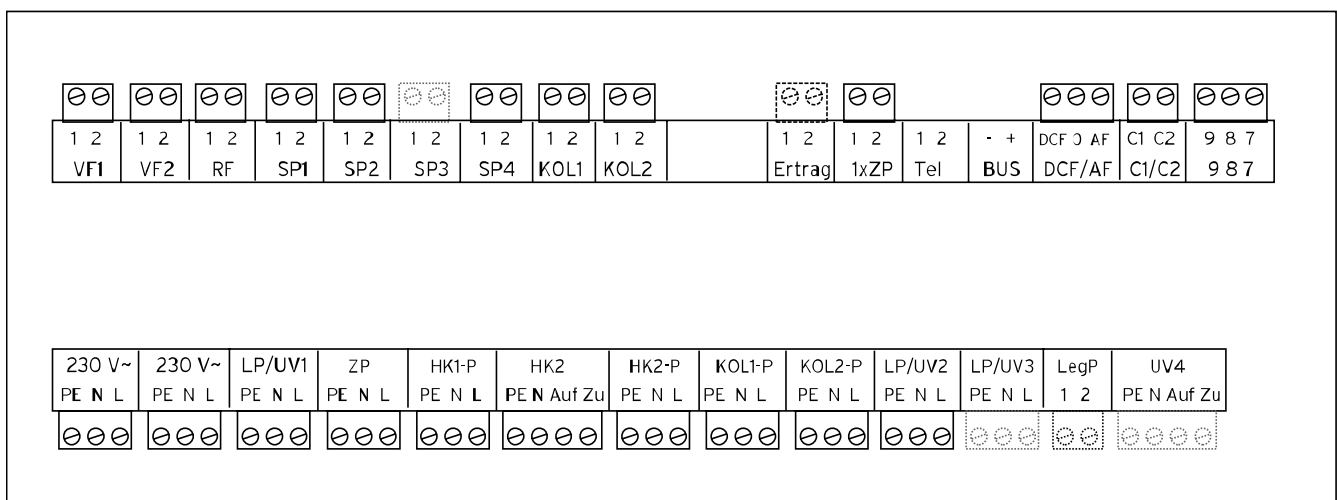 1 2 1 2 1 2 1 2 1 2 1 2 1 2 1 2 1 2 1 2 1 2 1 2 - + DCF O AF C1 C2 9 8 7
VF1 VF2 RF SP1 SP2 SP3 SP4 KOL1 KOL2 Ertrag 1xZP Tel BUS DCF/AF C1/C2 9 8 7
230 V~ 230 V~ LP/UV1 ZP HK1-P HK2 HK2-P KOL1-P KOL2-P LP/UV2 LP/UV3 LegP UV4
PE N L PE N L PE N L PE N L PE N L PE N Auf Zu PE N L PE N L PE N L PE N L PE N L 1 2 PE N Auf Zu